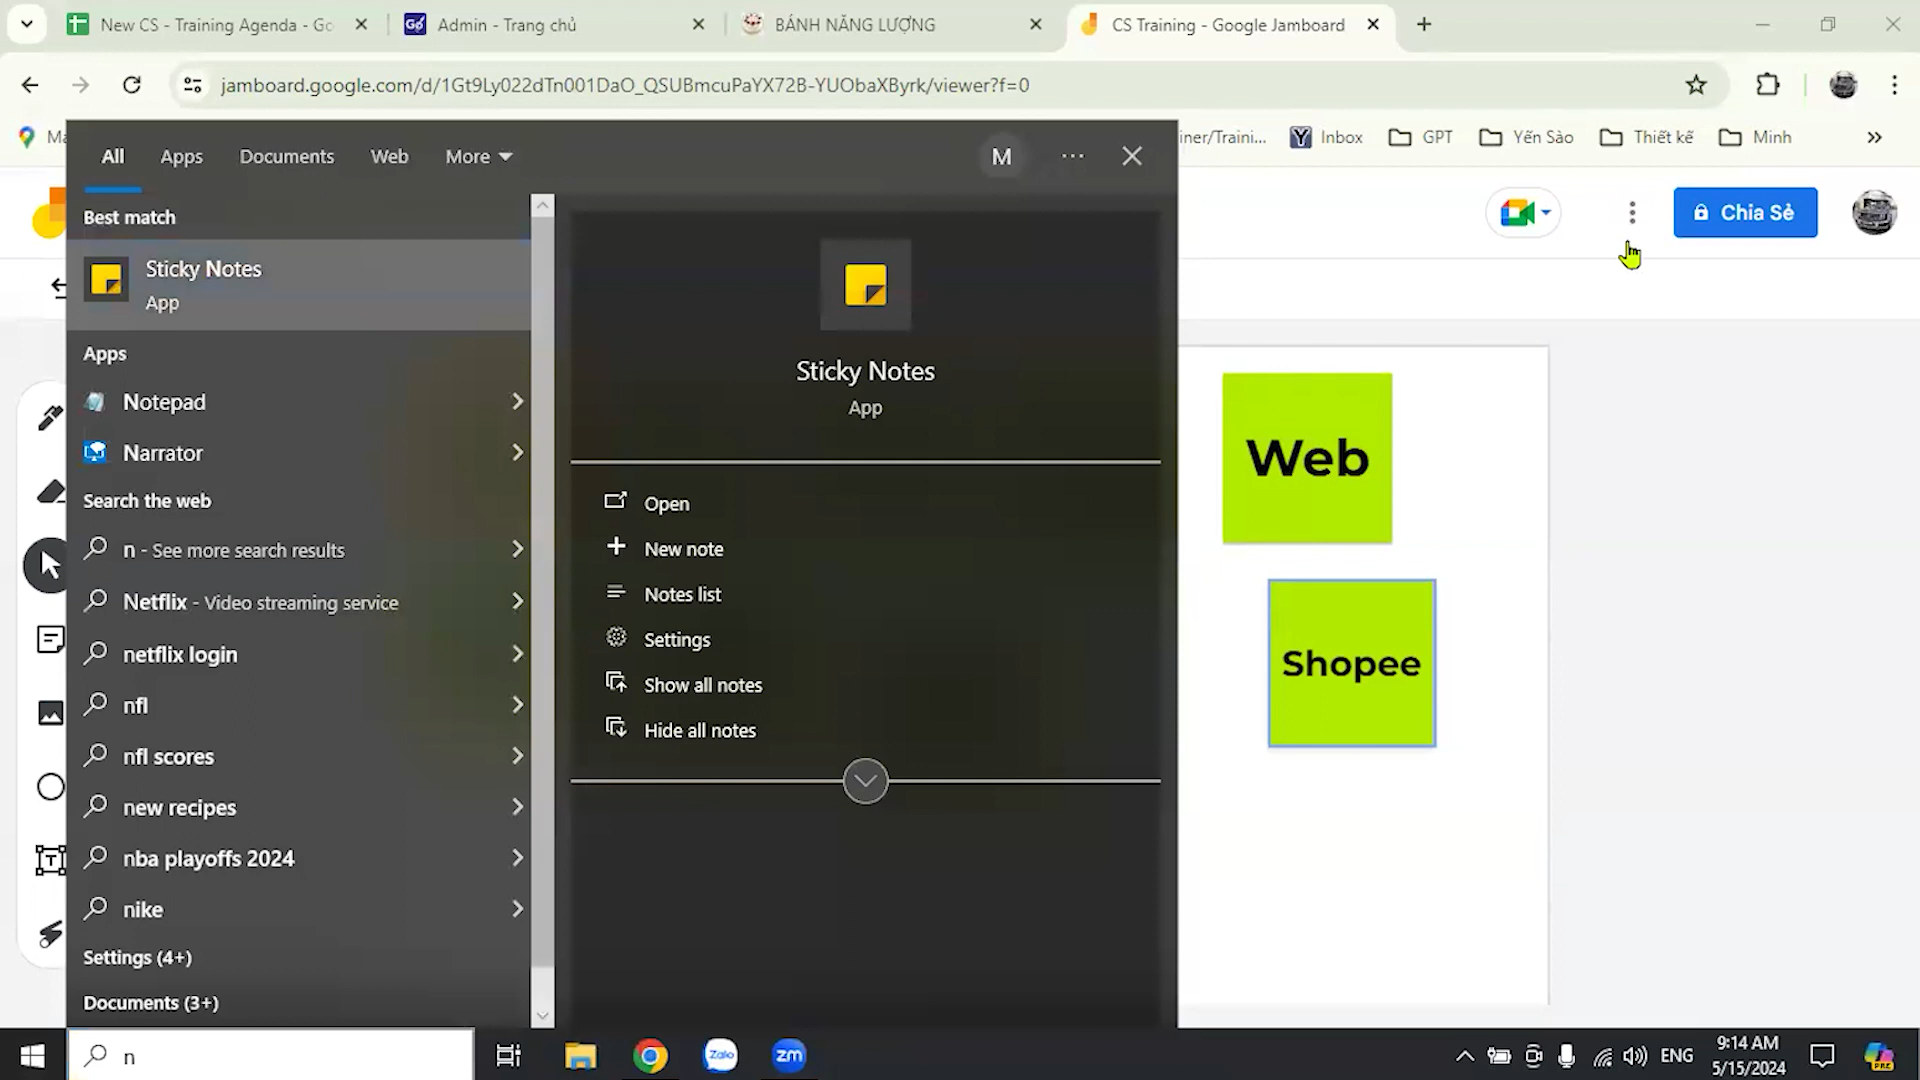 New CS - Training Agenda - Go
Admin - Trang chủ
BÁNH NĂNG LƯỢNG
CS Training - Google Jamboard
jamboard.google.com/d/1Gt9Ly022dTn001DaO_QSUBmcuPaYX72B-YUObaXByrk/viewer?f=0
Ma
iner/Traini...
Inbox
GPT
Yến Sào
Thiết kế
Minh
All
Apps
Documents
Web
More
M
Chia Sẻ
Best match
Sticky Notes
App
Apps
Notepad
Narrator
Search the web
n - See more search results
Netflix - Video streaming service
netflix login
nfl
nfl scores
new recipes
nba playoffs 2024
nike
Settings (4+)
Documents (3+)
Sticky Notes
App
Open
New note
Notes list
Settings
Show all notes
Hide all notes
Web
Shopee
n
Zalo
zm
ENG
9:14 AM
5/15/2024
PRE